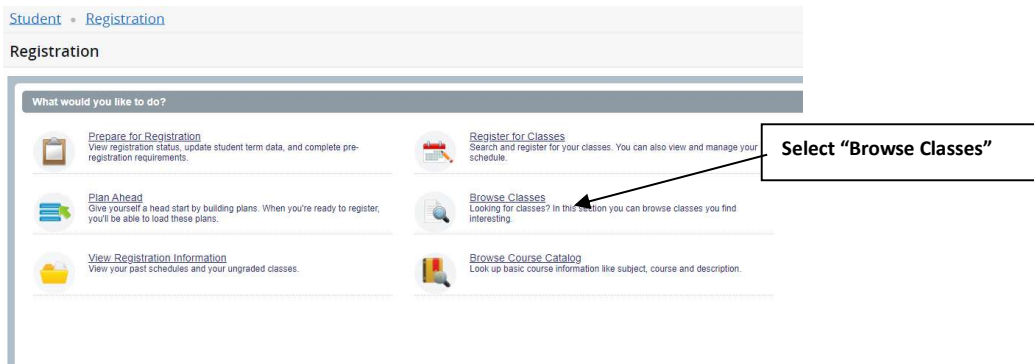 Student • Registration
Registration
What would you like to do?
Prepare for Registration
View registration status, update student term data, and complete pre-
registration requirements.
Register for Classes
Search and register for your classes. You can also view and manage your
schedule.
Select “Browse Classes”
Plan Ahead
Give yourself a head start by building plans. When you're ready to register,
you'll be able to load these plans.
Browse Classes
Looking for classes? In this section you can browse classes you find
interesting.
View Registration Information
View your past schedules and your ungraded classes.
Browse Course Catalog
Look up basic course information like subject, course and description.